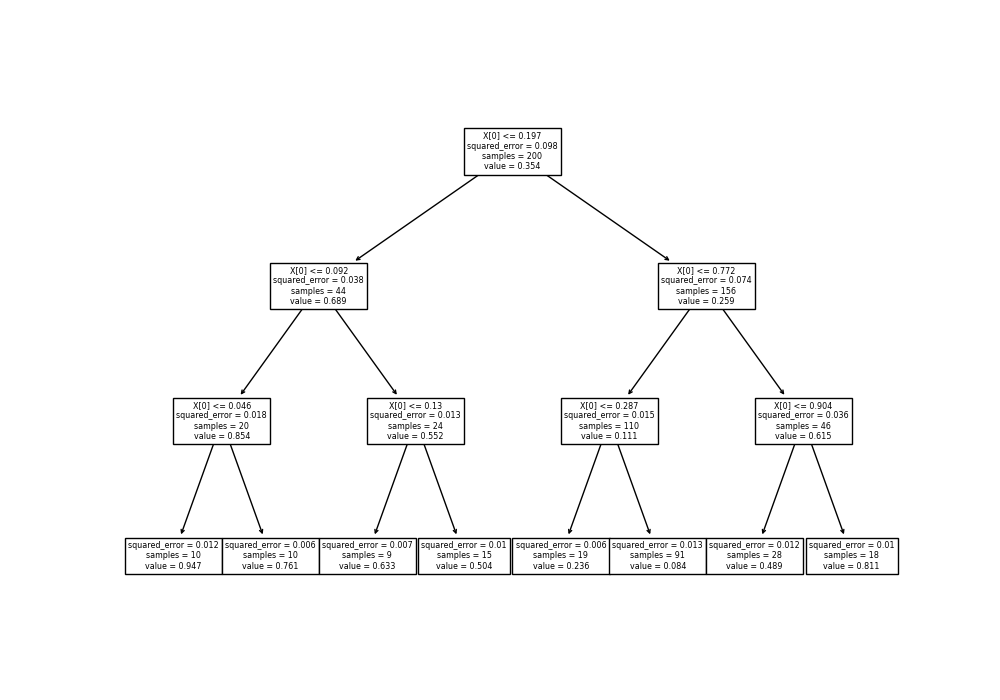 X[0] <= 0.197
squared_error = 0.098
samples = 200
value = 0.354
X[0] <= 0.092
squared_error = 0.038
samples = 44
value = 0.689
X[0] <= 0.772
squared_error = 0.074
samples = 156
value = 0.259
X[0] <= 0.046
squared_error = 0.018
samples = 20
value = 0.854
X[0] <= 0.13
squared_error = 0.013
samples = 24
value = 0.552
X[0] <= 0.287
squared_error = 0.015
samples = 110
value = 0.111
X[0] <= 0.904
squared_error = 0.036
samples = 46
value = 0.615
squared_error = 0.012
samples = 10
value = 0.947
squared_error = 0.006
samples = 10
value = 0.761
squared_error = 0.007
samples = 9
value = 0.633
squared_error = 0.01
samples = 15
value = 0.504
squared_error = 0.006
samples = 19
value = 0.236
squared_error = 0.013
samples = 91
value = 0.084
squared_error = 0.012
samples = 28
value = 0.489
squared_error = 0.01
samples = 18
value = 0.811